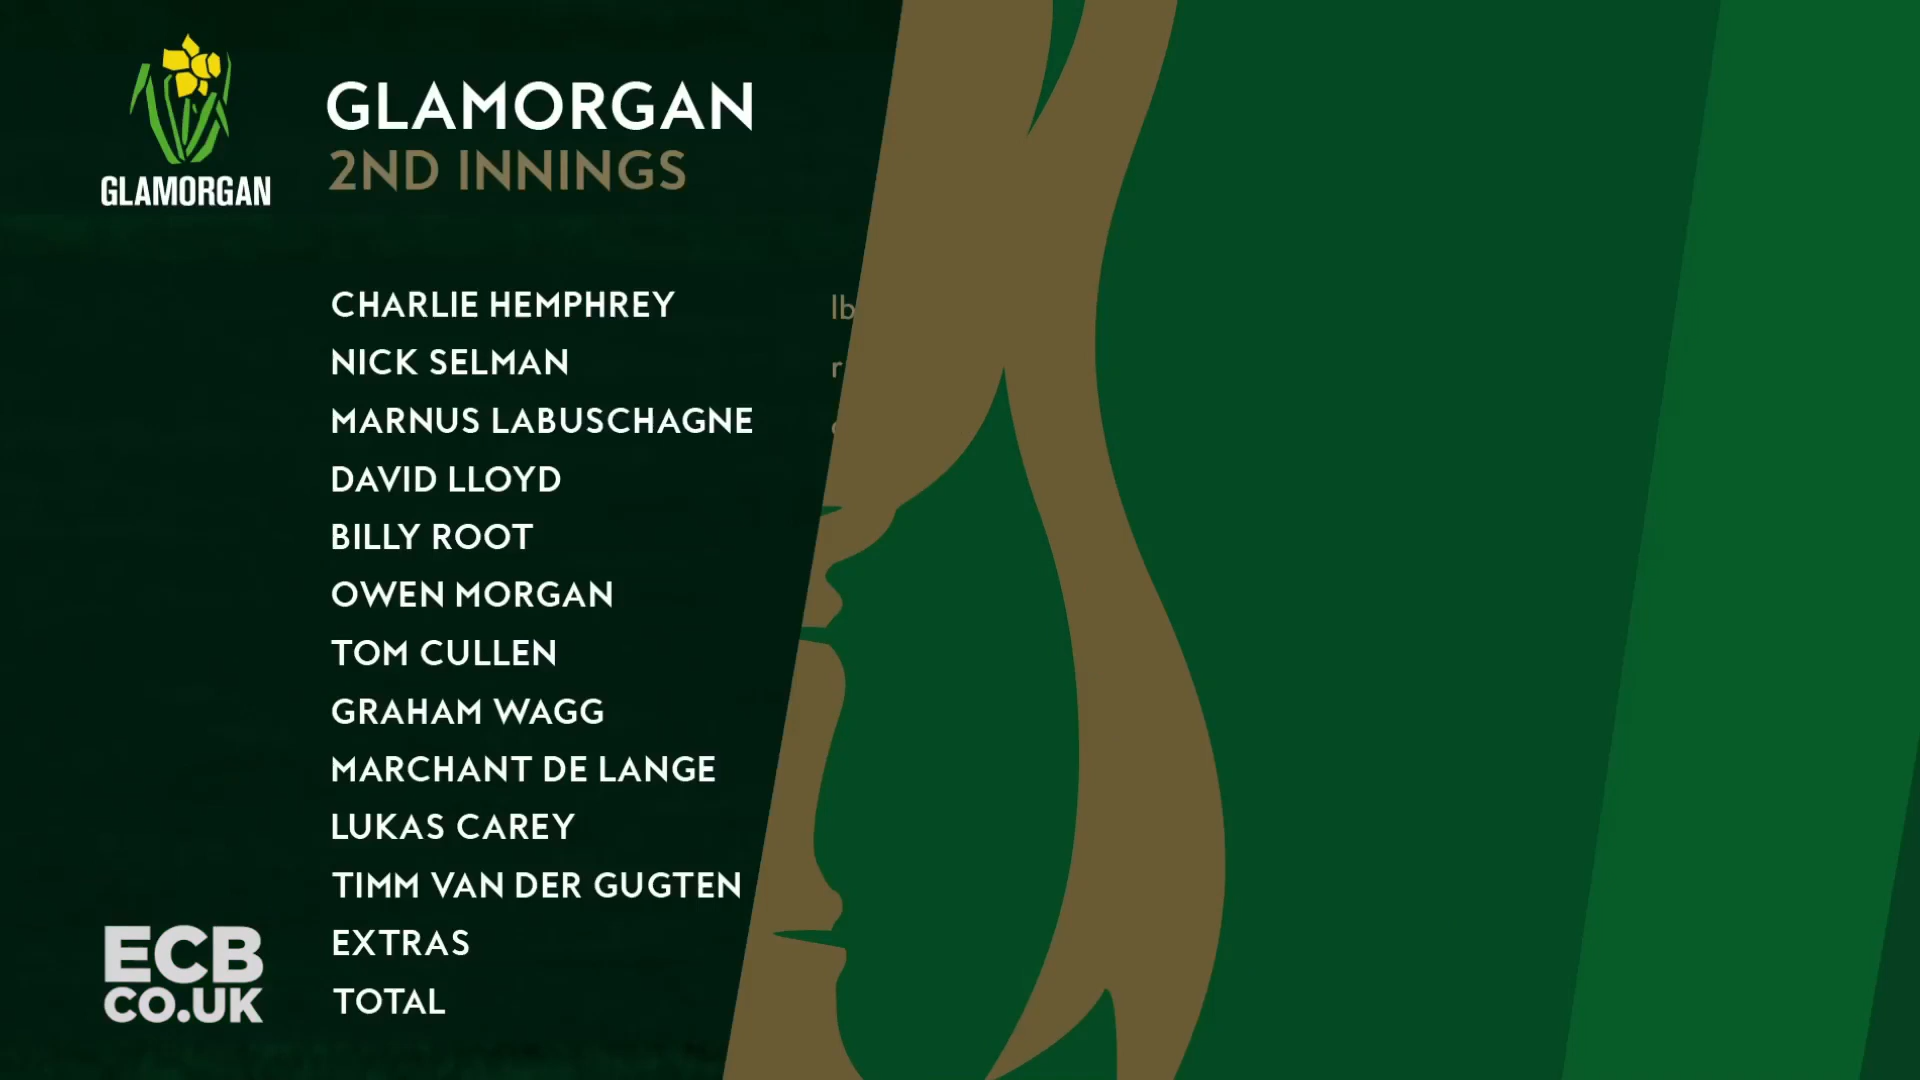 GLAMORGAN
GLAMORGAN
2ND INNINGS
CHARLIE HEMPHREY lb
NICK SELMAN
MARNUS LABUSCHAGNE
DAVID LLOYD
BILLY ROOT
OWEN MORGAN
TOM CULLEN
GRAHAM WAGG
MARCHANT DE LANGE
LUKAS CAREY
TIMM VAN DER GUGTEN
EXTRAS
TOTAL
ECB
CO.UK